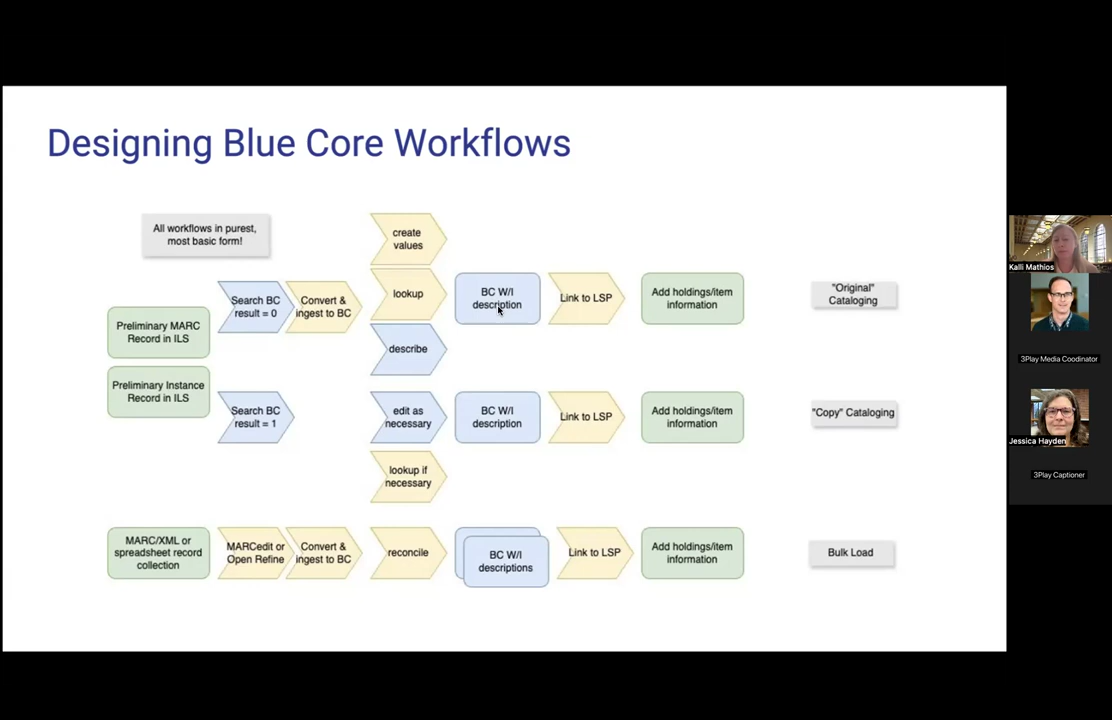 Designing Blue Core Workflows
All workflows in purest,
most basic form!
create
values
Search BC
result = 0
Convert &
ingest to BC
lookup
BC W/I
description
Link to LSP
Add holdings/item
information
"Original"
Cataloging
Preliminary MARC
Record in ILS
describe
Preliminary Instance
Record in ILS
Search BC
result = 1
edit as
necessary
BC W/I
description
Link to LSP
Add holdings/item
information
"Copy" Cataloging
lookup if
necessary
MARC/XML or
spreadsheet record
collection
MARCedit or
Open Refine
Convert &
ingest to BC
reconcile
BC W/I
descriptions
Link to LSP
Add holdings/item
information
Bulk Load
Kalli Mathios
3Play Media Coodinator
Jessica Hayden
3Play Captioner